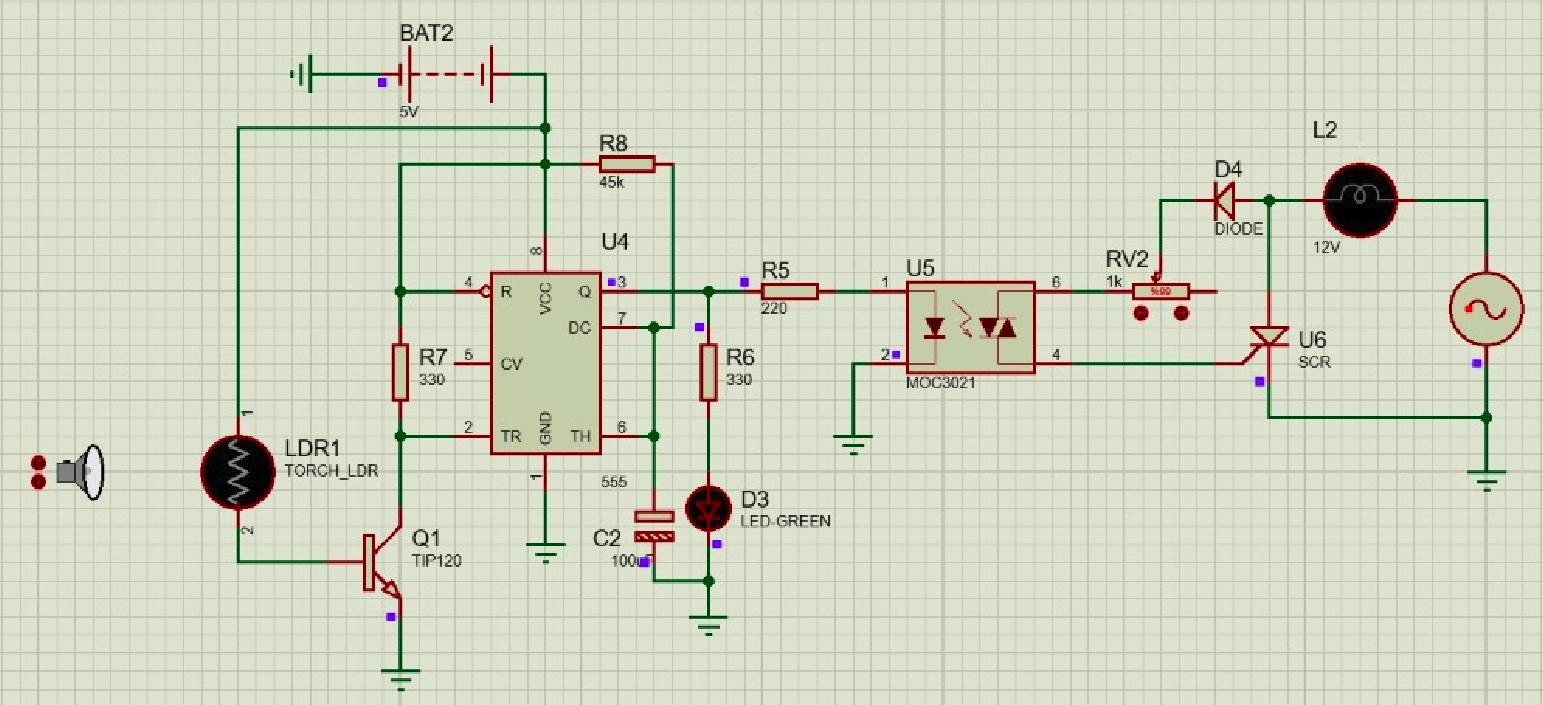 BAT2
5V
L2
R8
45k
D4
DIODE
12V
U4
8
4
R
VCC
Q
3
R5
220
U5
1
6
RV2
1k
DC
7
R7
330
5
CV
R6
330
2
4
MOC3021
U6
SCR
1
2
TR
GND
TH
6
LDR1
TORCH_LDR
1
555
D3
LED-GREEN
2
Q1
TIP120
C2